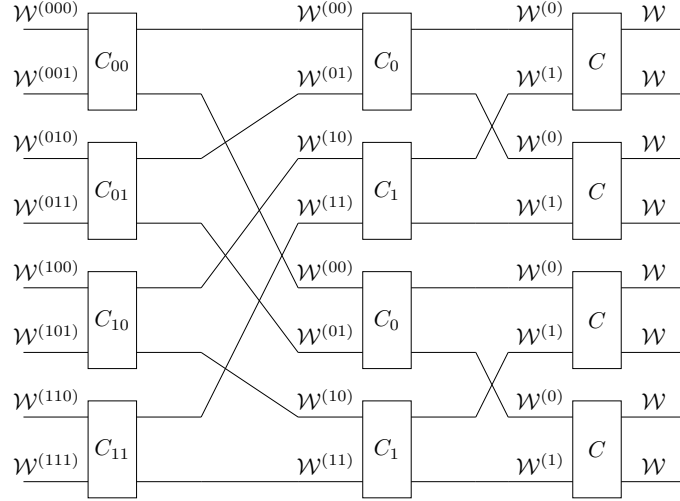 𝒲^(000) 𝒲^(00) 𝒲^(0) 𝒲
C_00 C_0 C
𝒲^(001) 𝒲^(01) 𝒲^(1) 𝒲
𝒲^(010) 𝒲^(10) 𝒲^(0) 𝒲
C_01 C_1 C
𝒲^(011) 𝒲^(11) 𝒲^(1) 𝒲
𝒲^(100) 𝒲^(00) 𝒲^(0) 𝒲
C_10 C_0 C
𝒲^(101) 𝒲^(01) 𝒲^(1) 𝒲
𝒲^(110) 𝒲^(10) 𝒲^(0) 𝒲
C_11 C_1 C
𝒲^(111) 𝒲^(11) 𝒲^(1) 𝒲